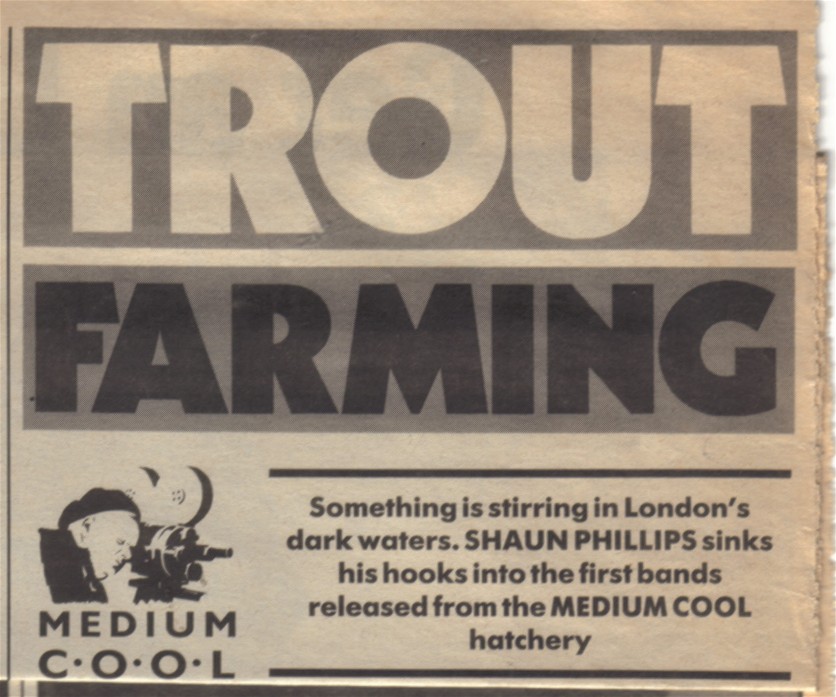 TROUT
FARMING
Something is stirring in London's
dark waters. SHAUN PHILLIPS sinks
his hooks into the first bands
released from the MEDIUM COOL
hatchery
MEDIUM
C·O·O·L